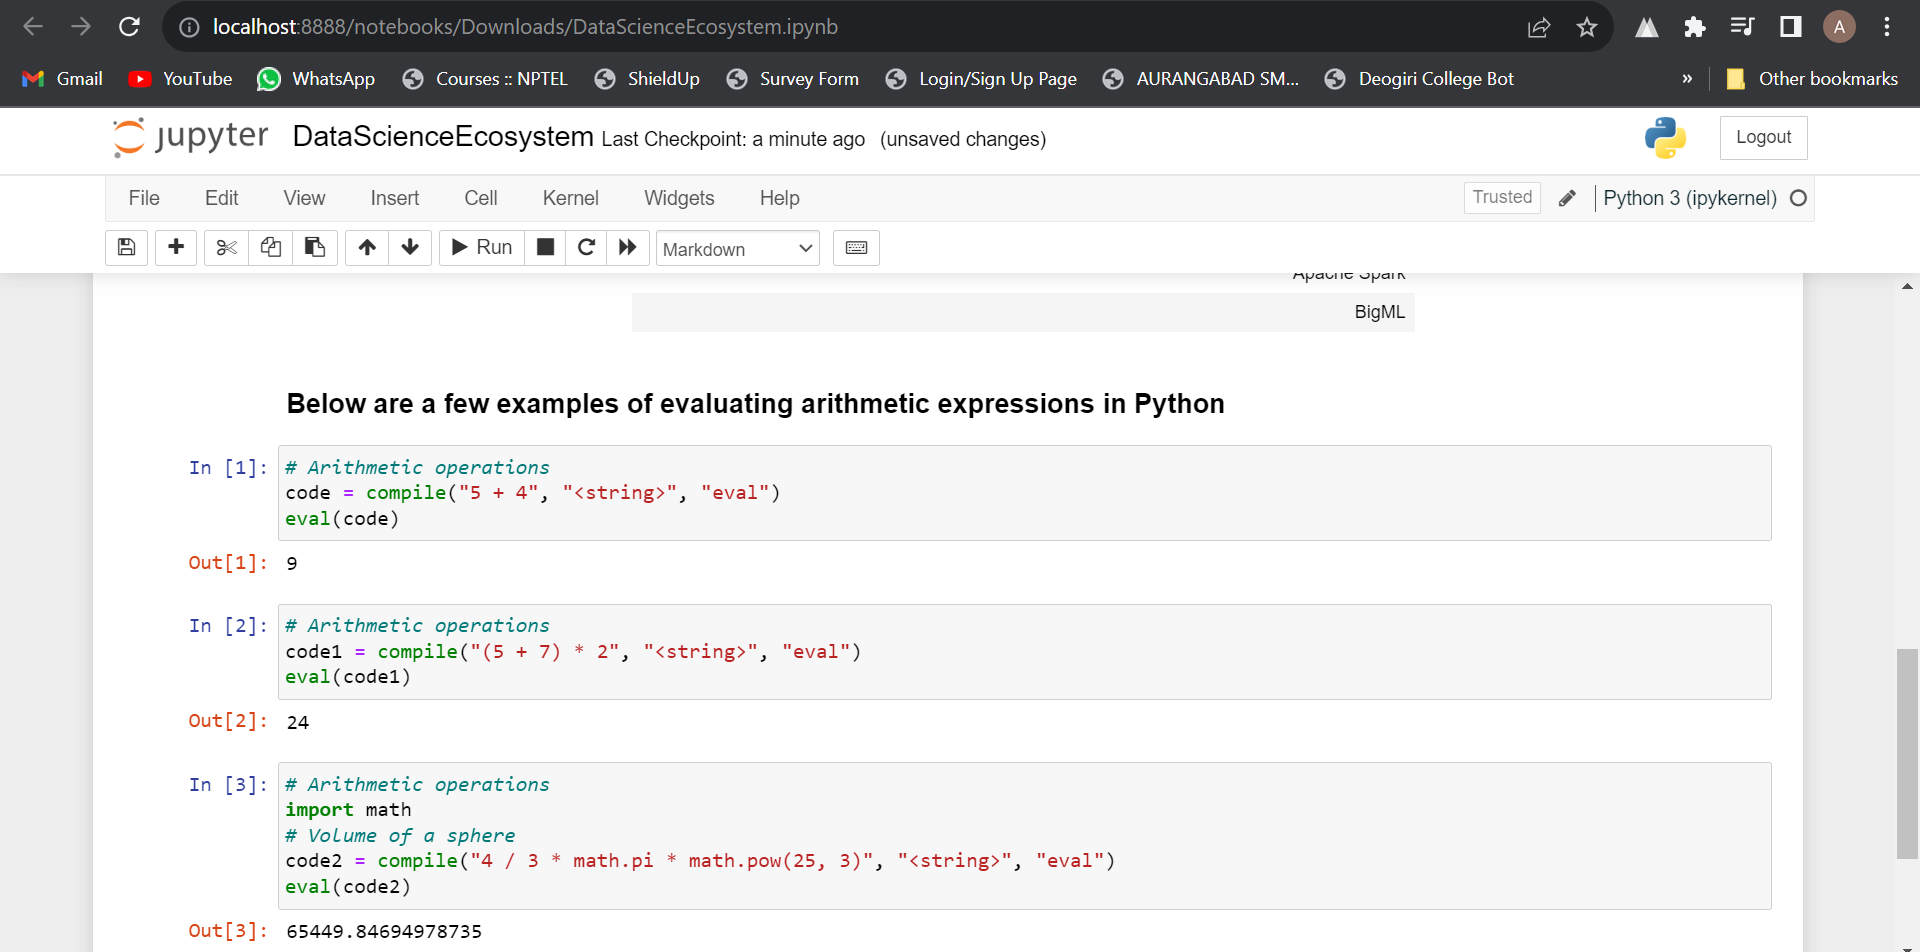 localhost:8888/notebooks/Downloads/DataScienceEcosystem.ipynb
A
Gmail YouTube WhatsApp Courses :: NPTEL ShieldUp Survey Form Login/Sign Up Page AURANGABAD SM... Deogiri College Bot » Other bookmarks
jupyter DataScienceEcosystem Last Checkpoint: a minute ago (unsaved changes) Logout
File Edit View Insert Cell Kernel Widgets Help Trusted Python 3 (ipykernel)
Run Markdown
Apache Spark
BigML
Below are a few examples of evaluating arithmetic expressions in Python
In [1]: # Arithmetic operations
code = compile("5 + 4", "<string>", "eval")
eval(code)
Out[1]: 9
In [2]: # Arithmetic operations
code1 = compile("(5 + 7) * 2", "<string>", "eval")
eval(code1)
Out[2]: 24
In [3]: # Arithmetic operations
import math
# Volume of a sphere
code2 = compile("4 / 3 * math.pi * math.pow(25, 3)", "<string>", "eval")
eval(code2)
Out[3]: 65449.84694978735